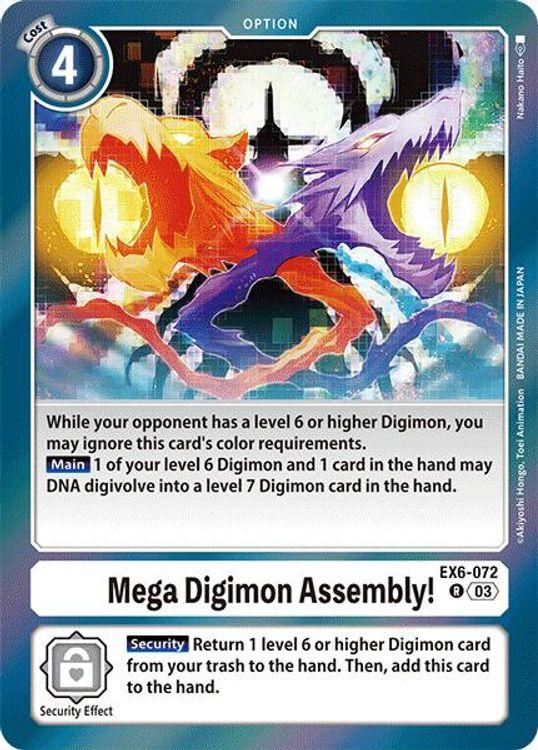 OPTION
Cost
4
Nakano Haito
While your opponent has a level 6 or higher Digimon, you
may ignore this card's color requirements.
Main 1 of your level 6 Digimon and 1 card in the hand may
DNA digivolve into a level 7 Digimon card in the hand.
©Akiyoshi Hongo, Toei Animation BANDAI MADE IN JAPAN
Mega Digimon Assembly!
EX6-072
R 03
Security Return 1 level 6 or higher Digimon card
from your trash to the hand. Then, add this card
to the hand.
Security Effect